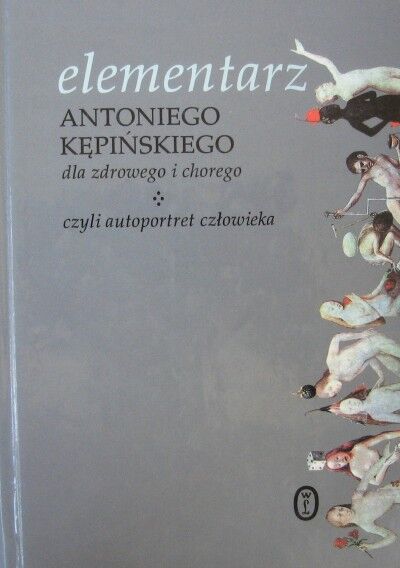 elementarz
ANTONIEGO
KĘPIŃSKIEGO
dla zdrowego i chorego
czyli autoportret człowieka
W
L